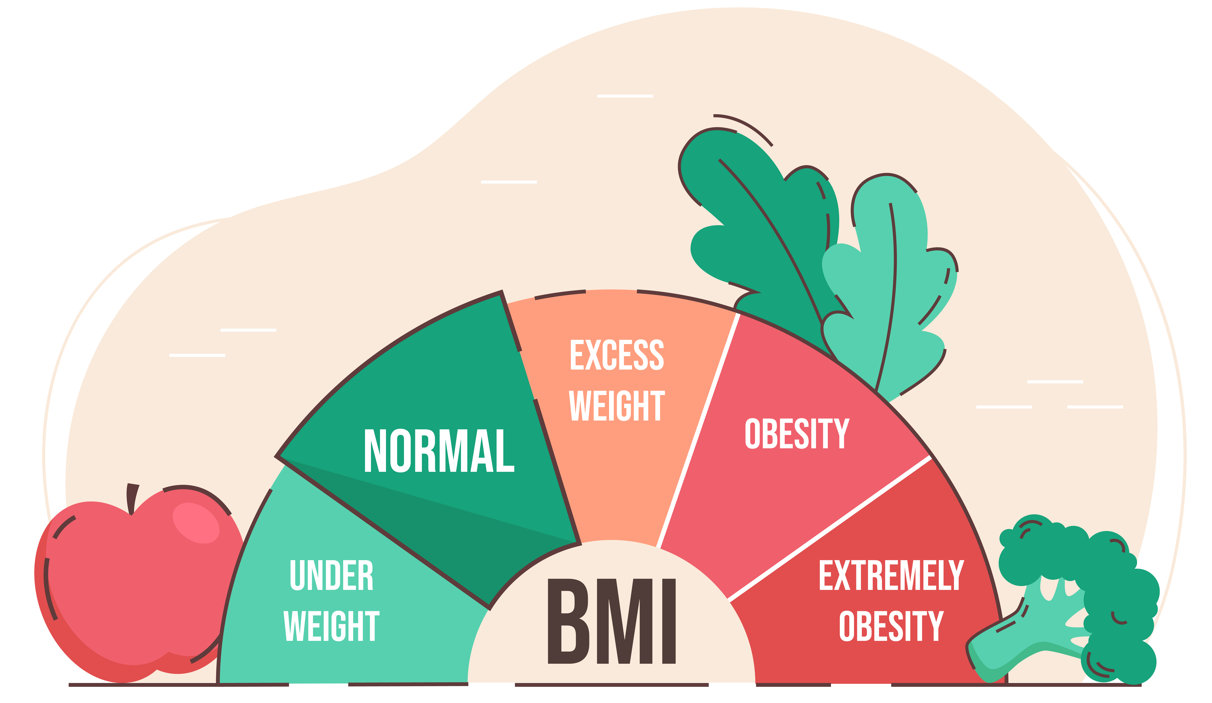 UNDER
WEIGHT
NORMAL
EXCESS
WEIGHT
OBESITY
EXTREMELY
OBESITY
BMI